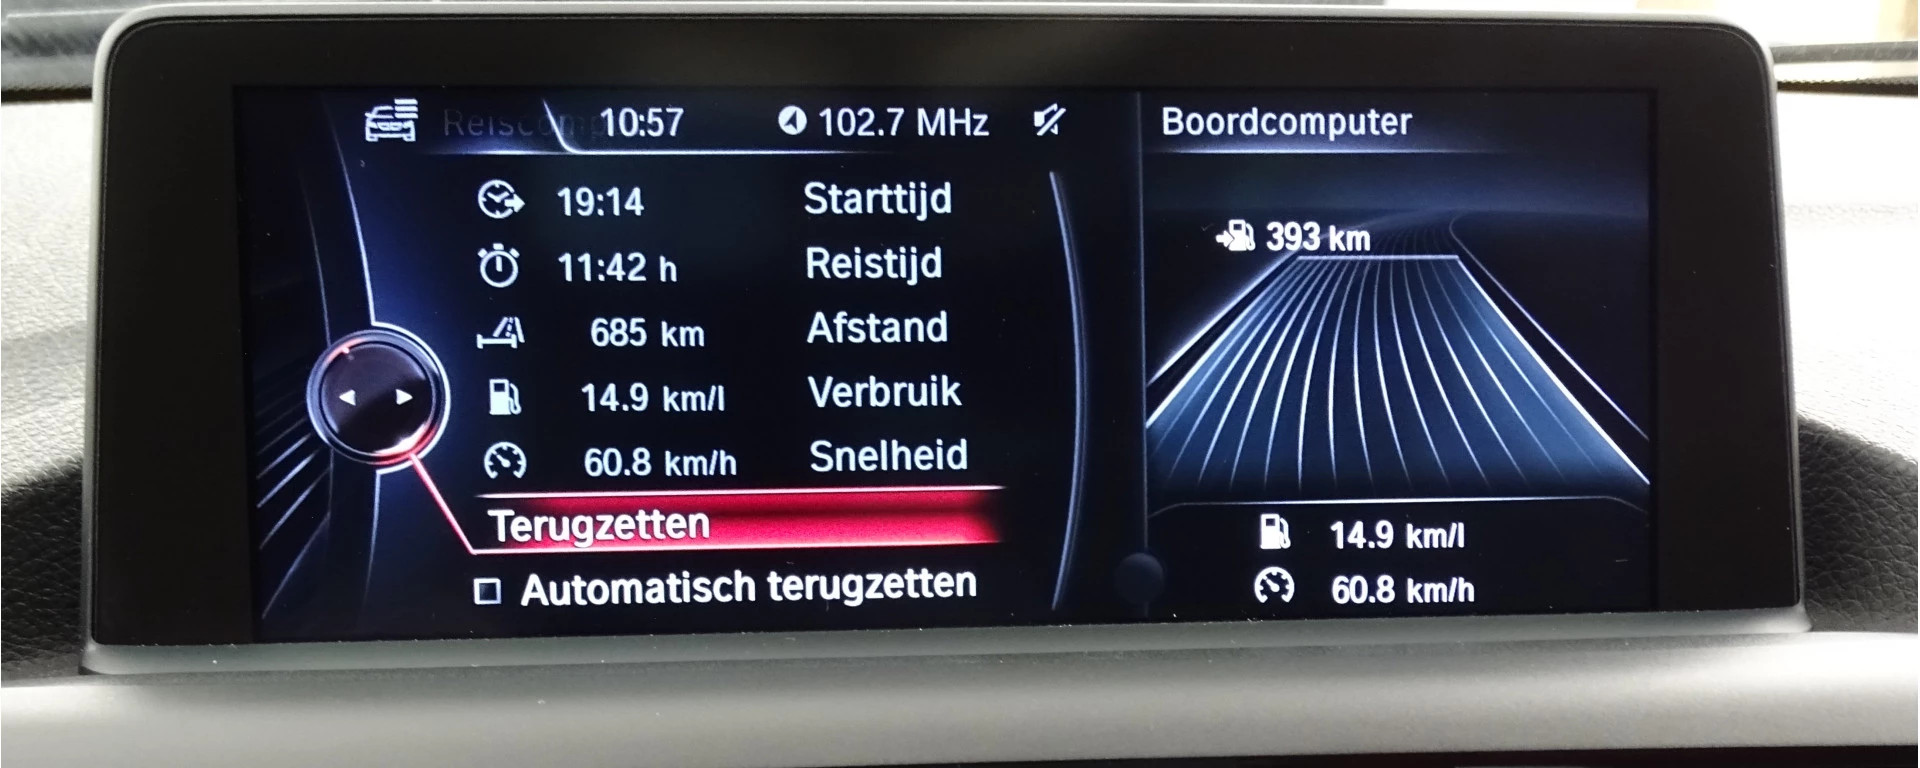 Reiscomp 10:57 102.7 MHz
19:14 Starttijd
11:42 h Reistijd
685 km Afstand
14.9 km/l Verbruik
60.8 km/h Snelheid
Terugzetten
Automatisch terugzetten
Boordcomputer
393 km
14.9 km/l
60.8 km/h